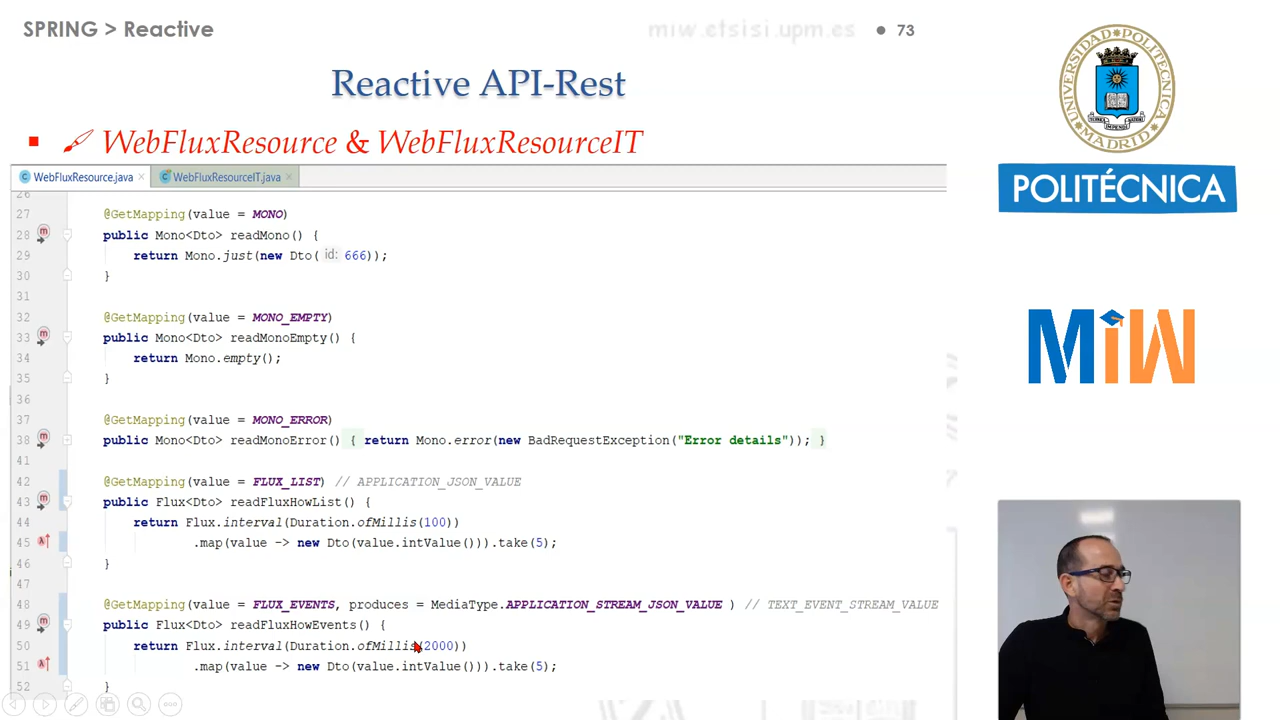 SPRING > Reactive
miw.etsisi.upm.es
73
Reactive API-Rest
WebFluxResource & WebFluxResourceIT
WebFluxResource.java
WebFluxResourceIT.java
26
27 @GetMapping(value = MONO)
28 public Mono<Dto> readMono() {
29 return Mono.just(new Dto( id: 666));
30 }
31
32 @GetMapping(value = MONO_EMPTY)
33 public Mono<Dto> readMonoEmpty() {
34 return Mono.empty();
35 }
36
37 @GetMapping(value = MONO_ERROR)
38 public Mono<Dto> readMonoError() { return Mono.error(new BadRequestException("Error details")); }
41
42 @GetMapping(value = FLUX_LIST) // APPLICATION_JSON_VALUE
43 public Flux<Dto> readFluxHowList() {
44 return Flux.interval(Duration.ofMillis(100))
45 .map(value -> new Dto(value.intValue())).take(5);
46 }
47
48 @GetMapping(value = FLUX_EVENTS, produces = MediaType.APPLICATION_STREAM_JSON_VALUE ) // TEXT_EVENT_STREAM_VALUE
49 public Flux<Dto> readFluxHowEvents() {
50 return Flux.interval(Duration.ofMillis(2000))
51 .map(value -> new Dto(value.intValue())).take(5);
52 }
UNIVERSIDAD POLITÉCNICA DE MADRID
POLITÉCNICA
MiW